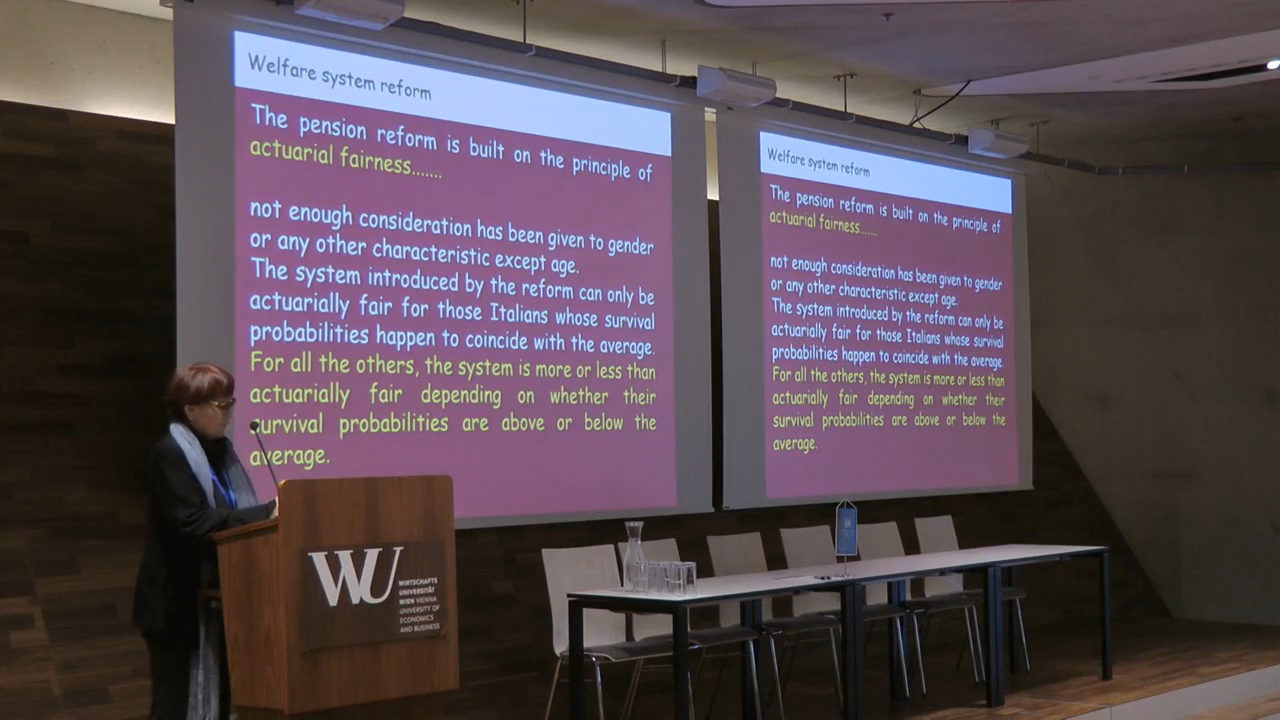 Welfare system reform
The pension reform is built on the principle of
actuarial fairness.......
not enough consideration has been given to gender
or any other characteristic except age.
The system introduced by the reform can only be
actuarially fair for those Italians whose survival
probabilities happen to coincide with the average.
For all the others, the system is more or less than
actuarially fair depending on whether their
survival probabilities are above or below the
average.
Welfare system reform
The pension reform is built on the principle of
actuarial fairness.......
not enough consideration has been given to gender
or any other characteristic except age.
The system introduced by the reform can only be
actuarially fair for those Italians whose survival
probabilities happen to coincide with the average.
For all the others, the system is more or less than
actuarially fair depending on whether their
survival probabilities are above or below the
average.
WU
WIRTSCHAFTS
UNIVERSITÄT
WIEN VIENNA
UNIVERSITY OF
ECONOMICS
AND BUSINESS